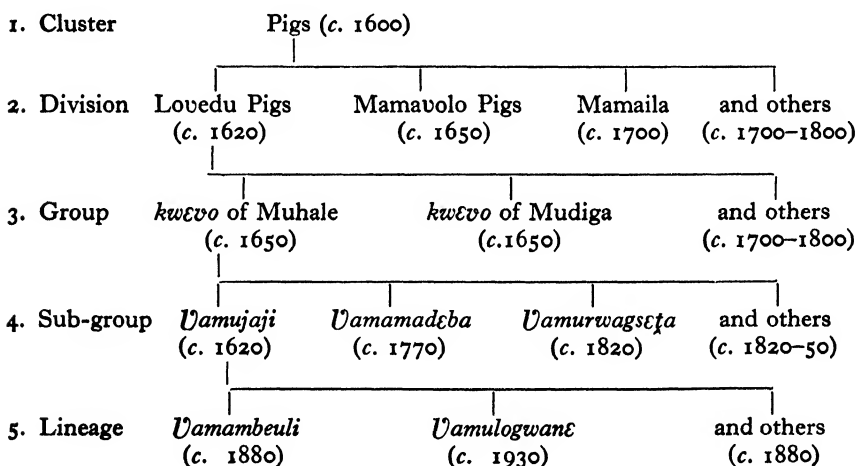 1. Cluster Pigs (c. 1600)
2. Division Loʋedu Pigs Mamaʋolo Pigs Mamaila and others
(c. 1620) (c. 1650) (c. 1700) (c. 1700–1800)
3. Group kwɛʋo of Muhale kwɛʋo of Mudiga and others
(c. 1650) (c.1650) (c. 1700–1800)
4. Sub-group Ʋamujaji Ʋamamadɛba Ʋamurwagsɛṱa and others
(c. 1620) (c. 1770) (c. 1820) (c. 1820–50)
5. Lineage Ʋamambeuli Ʋamulogwanɛ and others
(c. 1880) (c. 1930) (c. 1880)